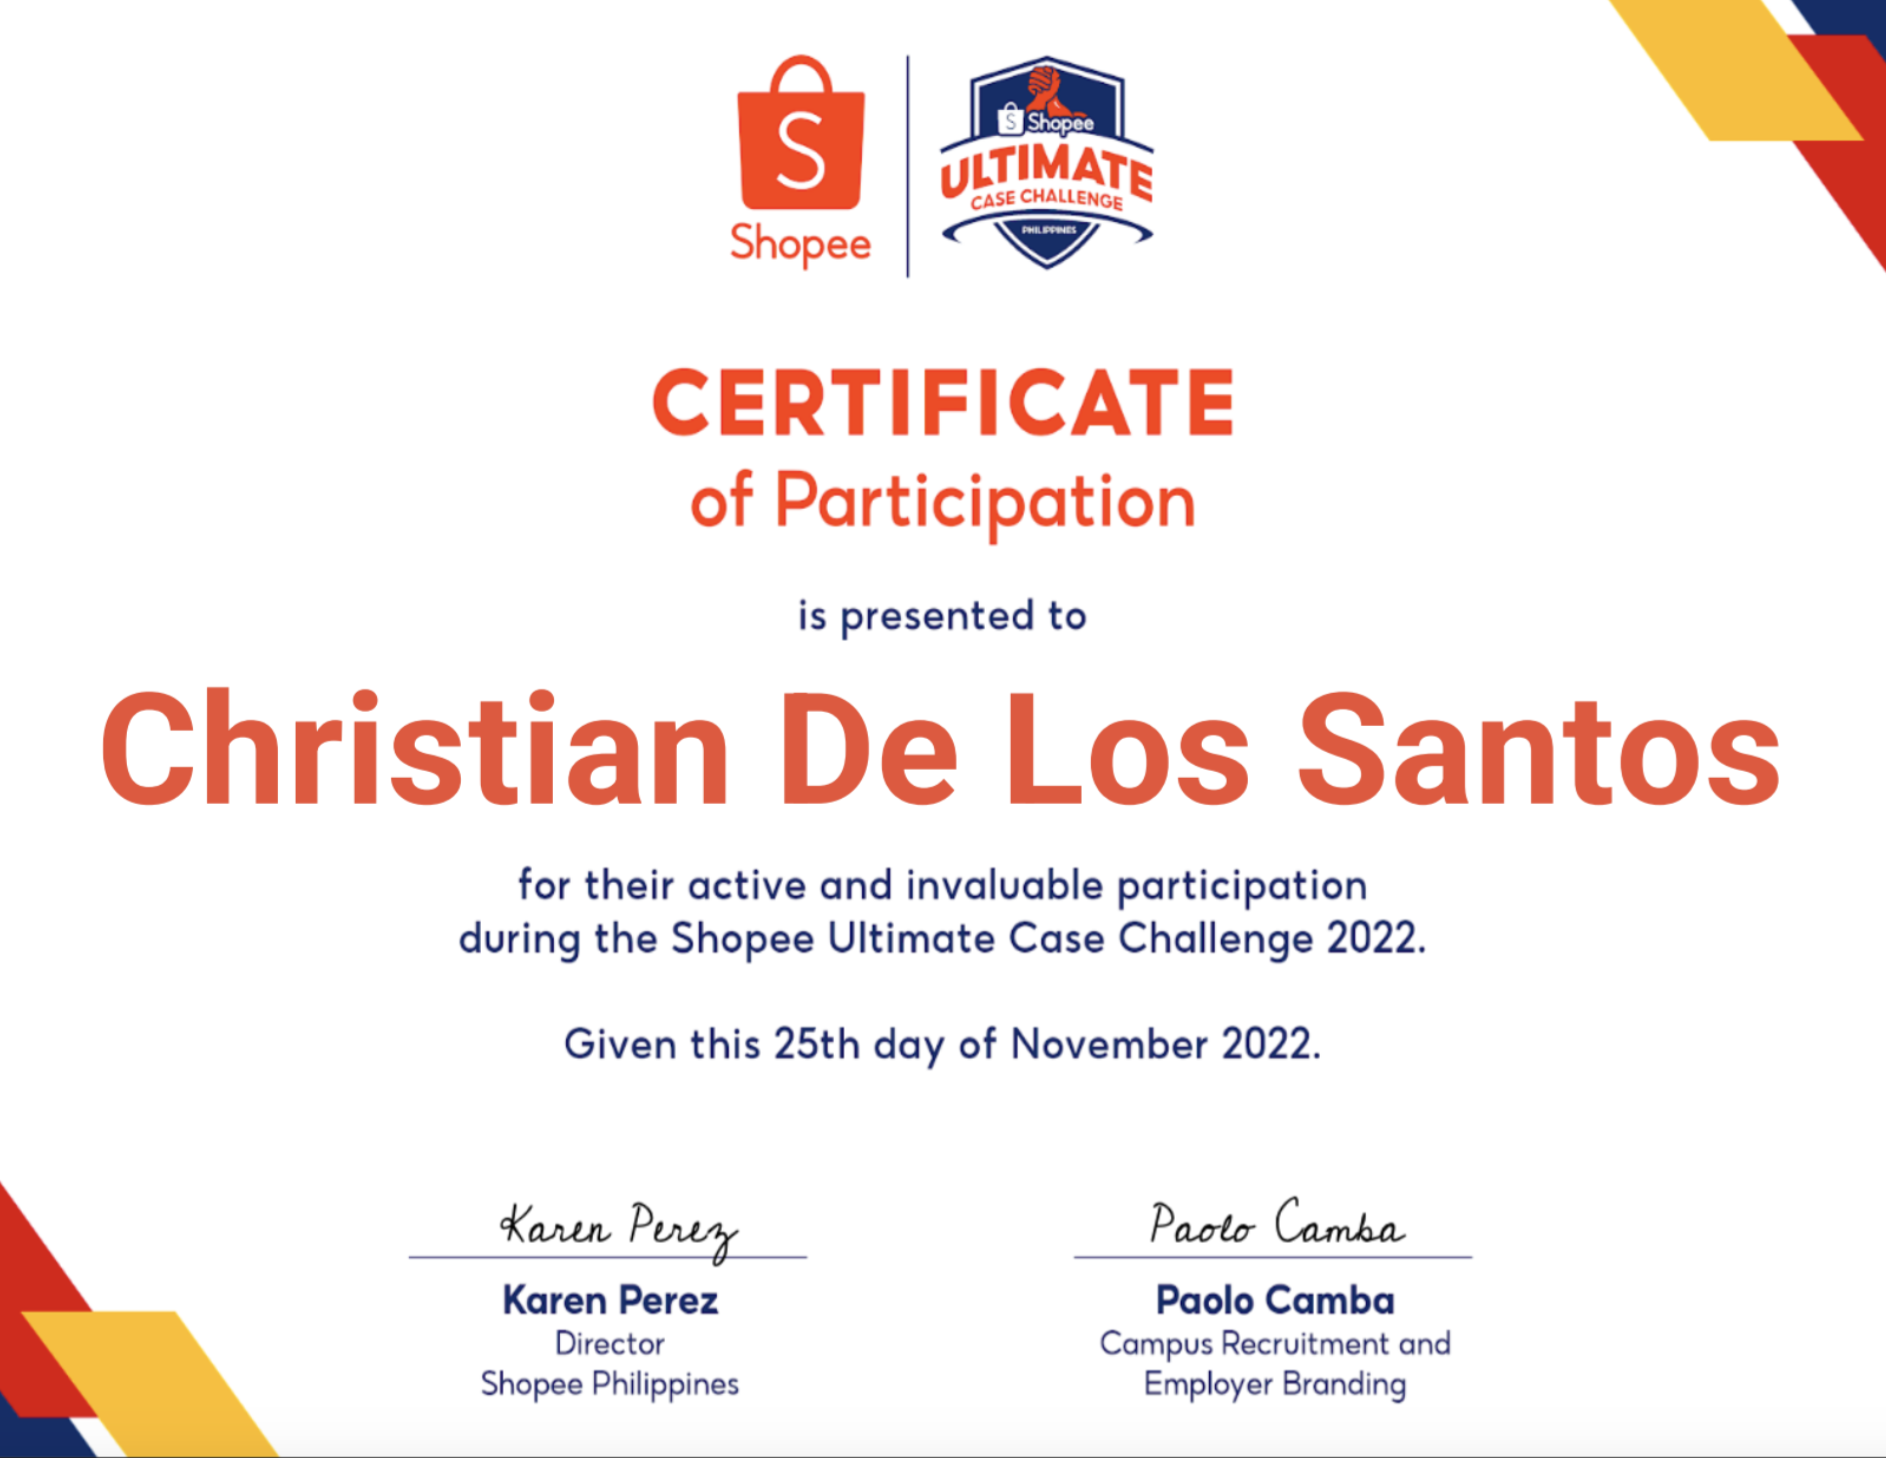 S
Shopee
S Shopee
ULTIMATE
CASE CHALLENGE
PHILIPPINES
CERTIFICATE
of Participation
is presented to
Christian De Los Santos
for their active and invaluable participation
during the Shopee Ultimate Case Challenge 2022.
Given this 25th day of November 2022.
Karen Perez
Karen Perez
Director
Shopee Philippines
Paolo Camba
Paolo Camba
Campus Recruitment and
Employer Branding